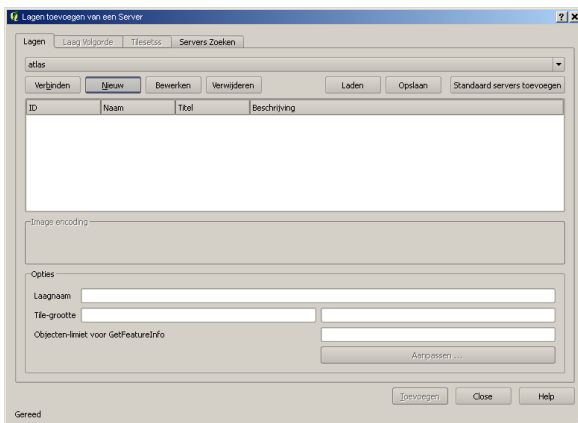 Lagen toevoegen van een Server
Lagen Laag Volgorde Tilesetss Servers Zoeken
atlas
Verbinden Nieuw Bewerken Verwijderen Laden Opslaan Standaard servers toevoegen
ID Naam Titel Beschrijving
Image encoding
Opties
Laagnaam
Tile-grootte
Objecten-limiet voor GetFeatureInfo
Aanpassen ...
Toevoegen Close Help
Gereed